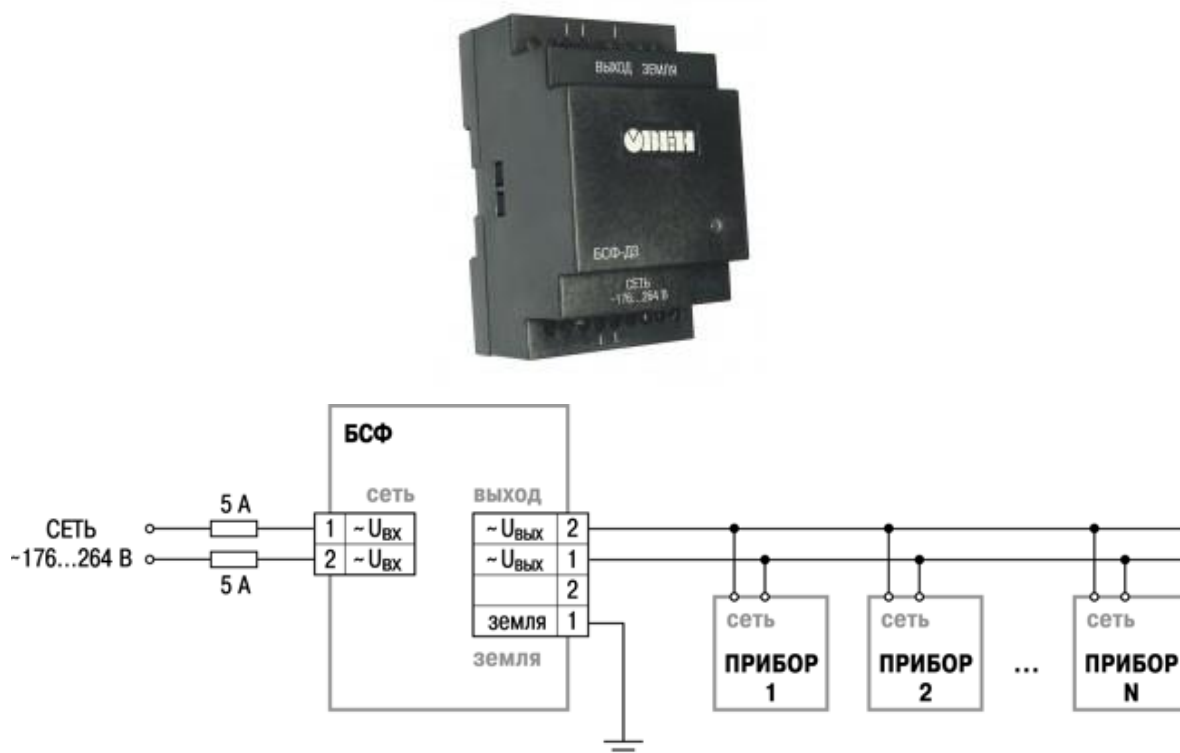 ВЫХОД ЗЕМЛЯ
ОВЕН
БСФ-Д3
СЕТЬ
~176...264 В
БСФ
сеть
выход
5 А
СЕТЬ
~176...264 В
5 А
1 ~ UВХ
2 ~ UВХ
~ UВЫХ 2
~ UВЫХ 1
2
земля 1
земля
сеть
ПРИБОР
1
сеть
ПРИБОР
2
...
сеть
ПРИБОР
N